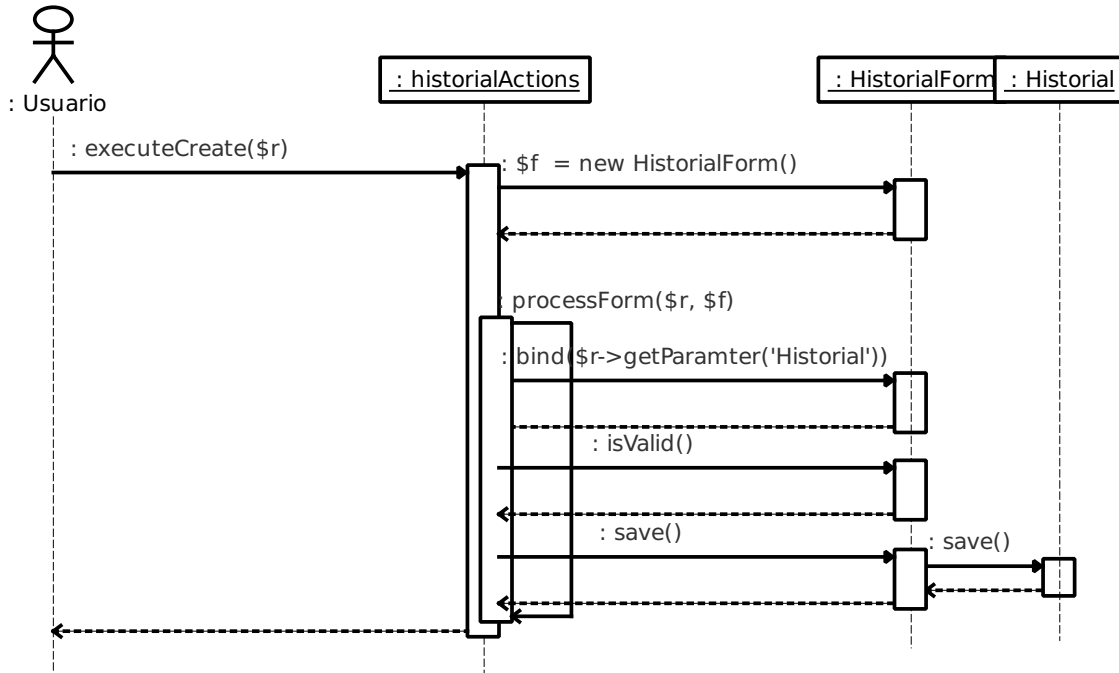 : Usuario
: historialActions
: HistorialForm
: Historial
: executeCreate($r)
: $f = new HistorialForm()
: processForm($r, $f)
: bind($r->getParamter('Historial'))
: isValid()
: save()
: save()